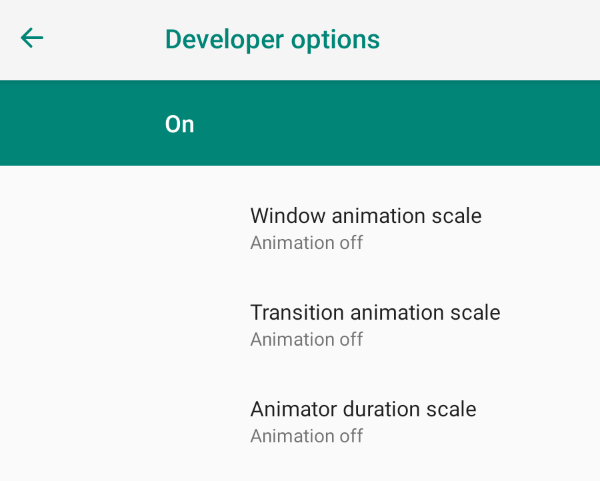 Developer options
On
Window animation scale
Animation off
Transition animation scale
Animation off
Animator duration scale
Animation off